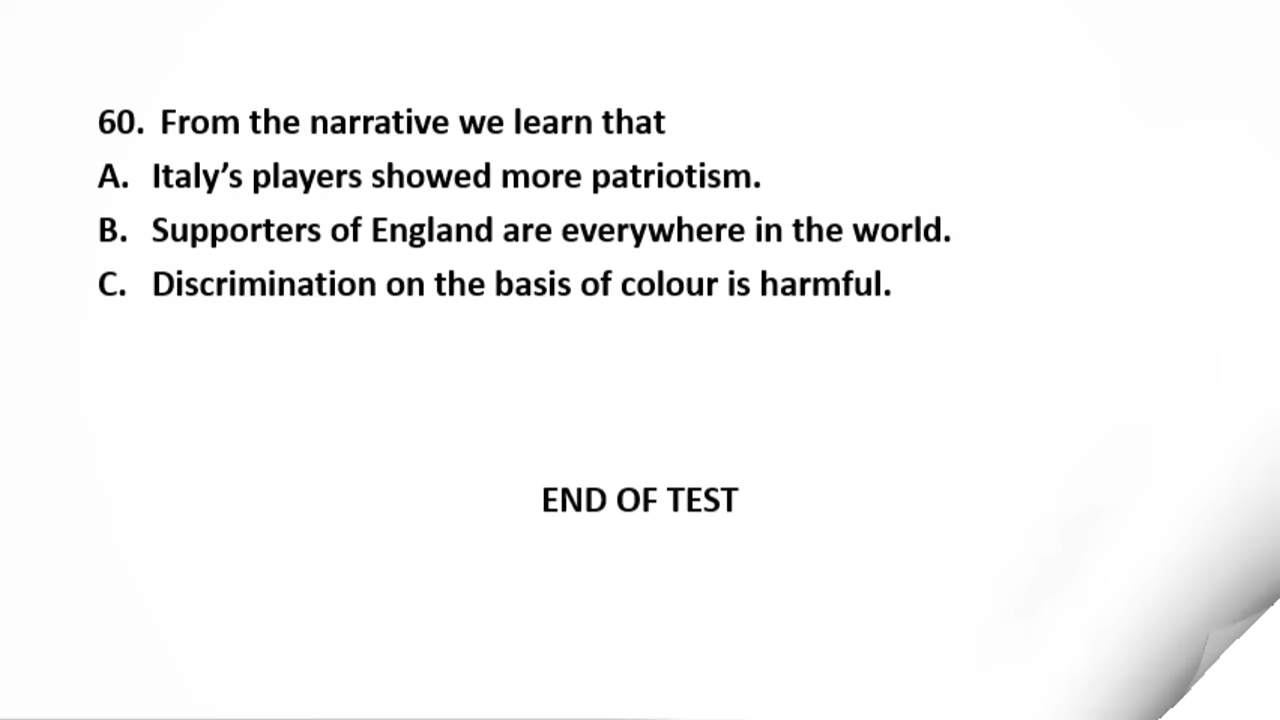 60. From the narrative we learn that
A. Italy’s players showed more patriotism.
B. Supporters of England are everywhere in the world.
C. Discrimination on the basis of colour is harmful.
END OF TEST